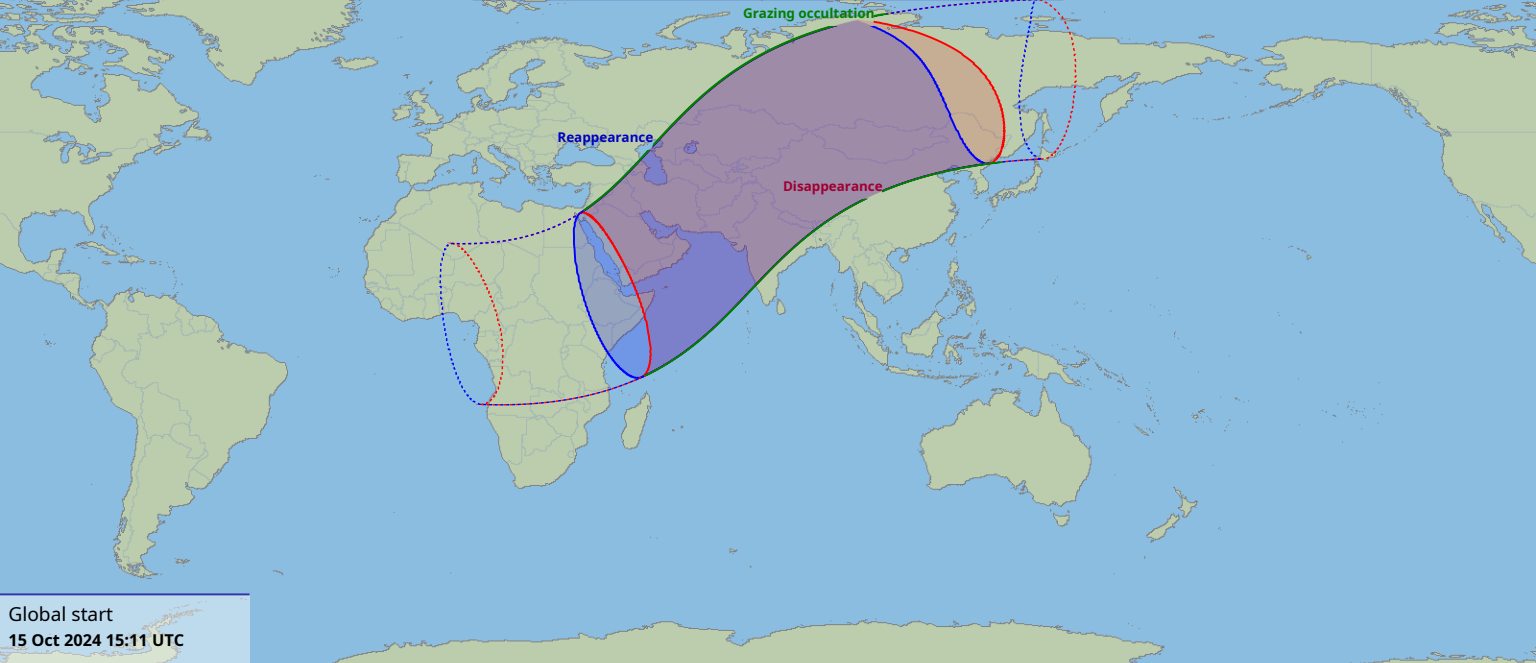 Grazing occultation
Reappearance
Disappearance
Global start
15 Oct 2024 15:11 UTC